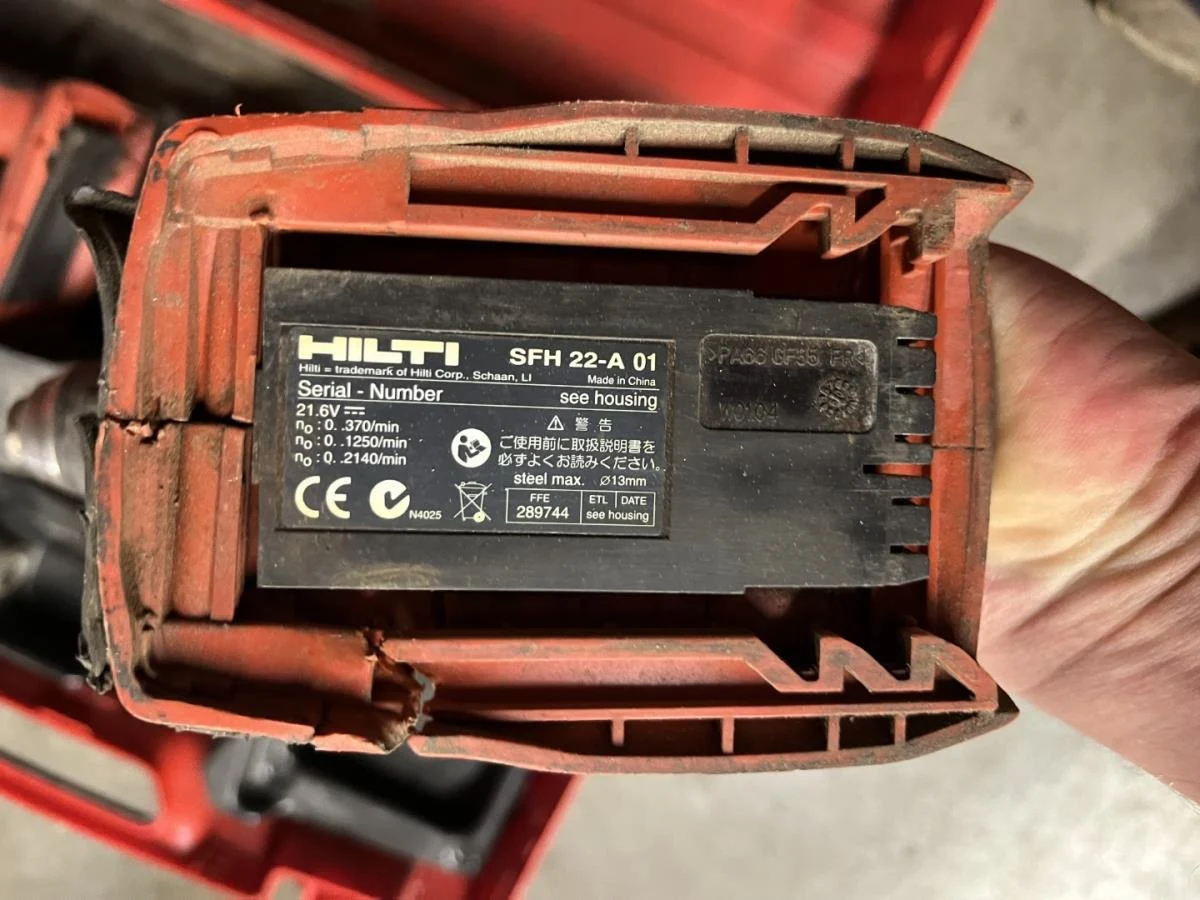 HILTI SFH 22-A 01
Hilti = trademark of Hilti Corp., Schaan, LI Made in China
Serial - Number see housing
21.6V
n₀ : 0. .370/min
n₀ : 0. .1250/min
n₀ : 0. .2140/min
⚠ 警告
ご使用前に取扱説明書を
必ずよくお読みください。
steel max. ⌀13mm
CE N4025
FFE ETL DATE
289744 see housing
>PA66 GF35 FR
W0104